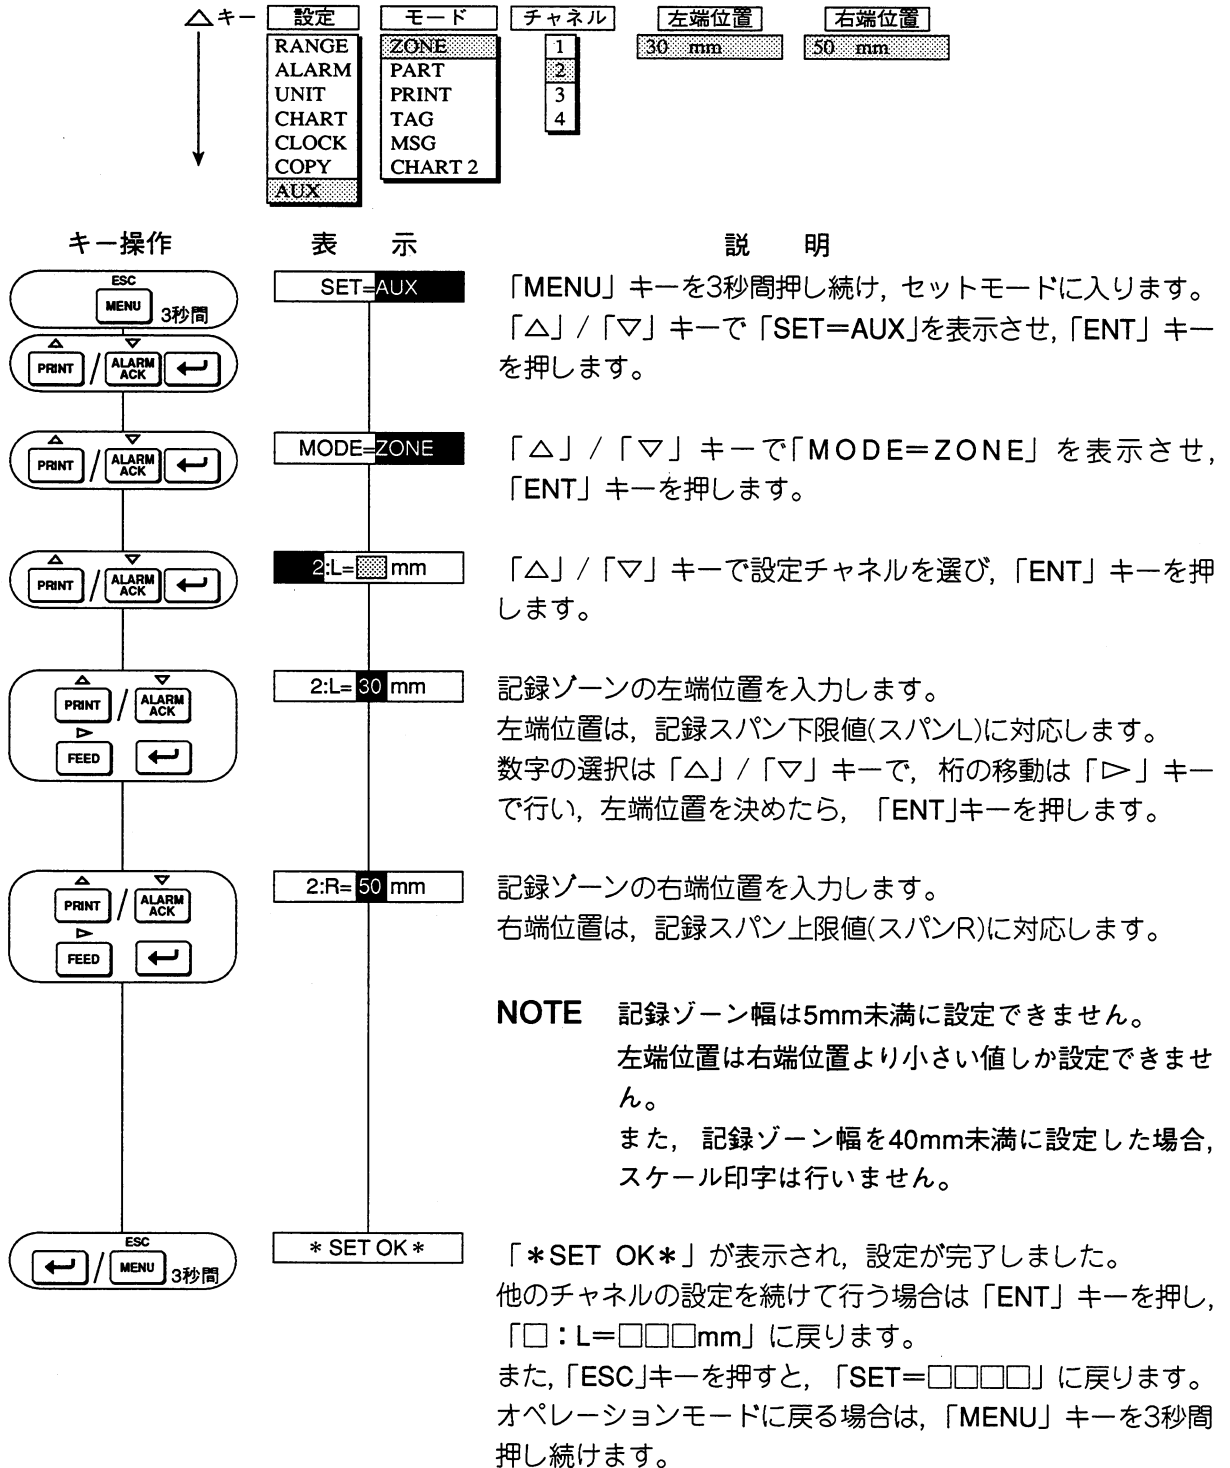 △キー 設定 モード チャネル 左端位置 右端位置
RANGE ZONE 1 30 mm 50 mm
ALARM PART 2
UNIT PRINT 3
CHART TAG 4
CLOCK MSG
COPY CHART 2
AUX
キー操作 表 示 説 明
ESC
MENU 3秒間
△ ▽
PRINT / ALARM ACK ↵
SET=AUX
「MENU」キーを3秒間押し続け, セットモードに入ります。
「△」/「▽」キーで「SET=AUX」を表示させ,「ENT」キー
を押します。
△ ▽
PRINT / ALARM ACK ↵
MODE=ZONE
「△」/「▽」キーで「MODE=ZONE」を表示させ,
「ENT」キーを押します。
△ ▽
PRINT / ALARM ACK ↵
2:L= mm
「△」/「▽」キーで設定チャネルを選び,「ENT」キーを押
します。
△ ▽
PRINT / ALARM ACK
▷
FEED ↵
2:L= 30 mm
記録ゾーンの左端位置を入力します。
左端位置は, 記録スパン下限値(スパンL)に対応します。
数字の選択は「△」/「▽」キーで, 桁の移動は「▷」キー
で行い, 左端位置を決めたら, 「ENT」キーを押します。
△ ▽
PRINT / ALARM ACK
▷
FEED ↵
2:R= 50 mm
記録ゾーンの右端位置を入力します。
右端位置は, 記録スパン上限値(スパンR)に対応します。
NOTE 記録ゾーン幅は5mm未満に設定できません。
左端位置は右端位置より小さい値しか設定できませ
ん。
また, 記録ゾーン幅を40mm未満に設定した場合,
スケール印字は行いません。
ESC
↵ / MENU 3秒間
* SET OK *
「*SET OK*」が表示され, 設定が完了しました。
他のチャネルの設定を続けて行う場合は「ENT」キーを押し,
「□:L=□□□mm」に戻ります。
また,「ESC」キーを押すと, 「SET=□□□□」に戻ります。
オペレーションモードに戻る場合は,「MENU」キーを3秒間
押し続けます。